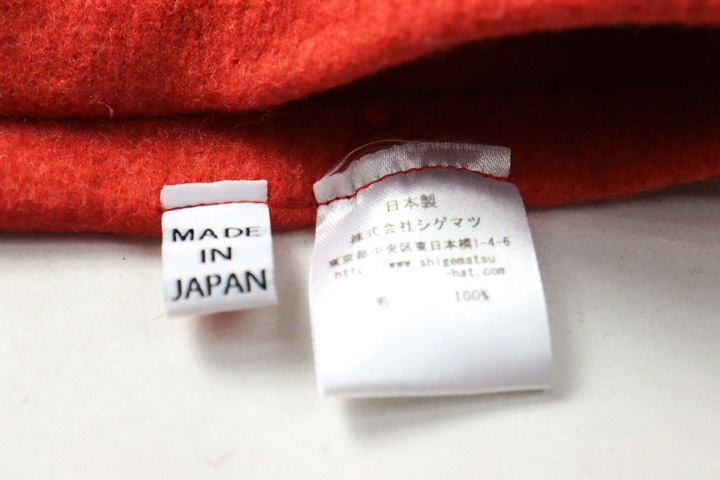 MADE
IN
JAPAN
日本製
株式会社シゲマツ
東京都中央区東日本橋1-4-6
http://www.shigematsu
-hat.com
毛 100%